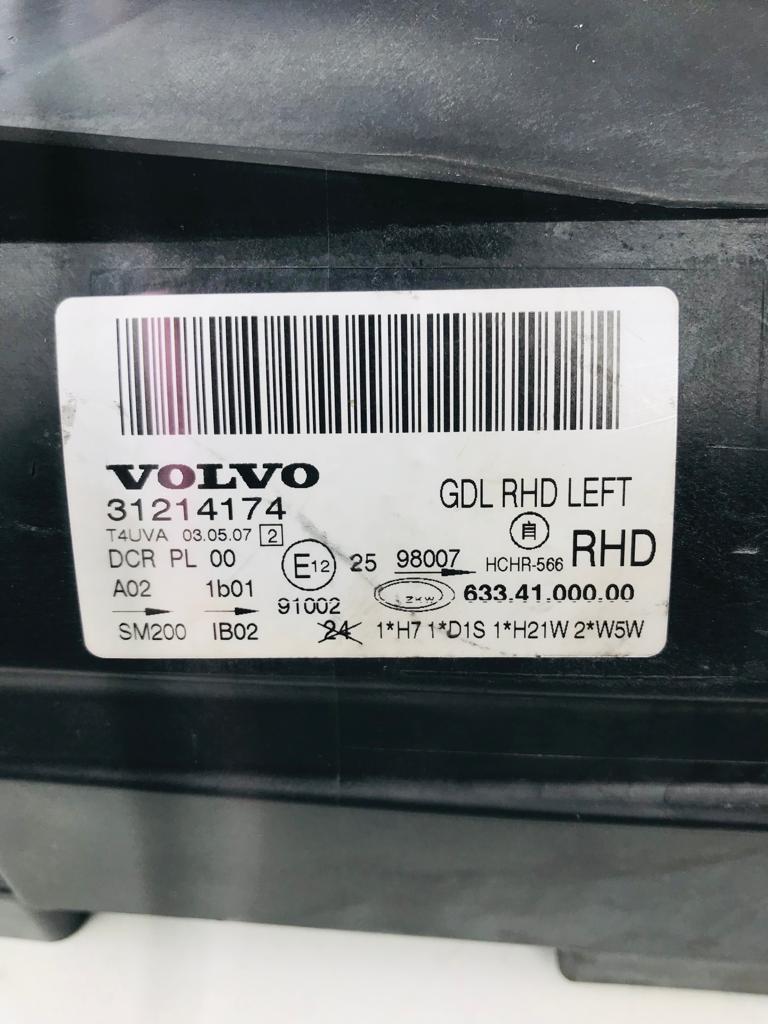 VOLVO
31214174
GDL RHD LEFT
T4UVA 03.05.07 2
自
DCR PL 00
E12
25
98007
HCHR-566
RHD
A02 1b01
91002
ZKW
633.41.000.00
SM200 IB02
24
1*H7 1*D1S 1*H21W 2*W5W